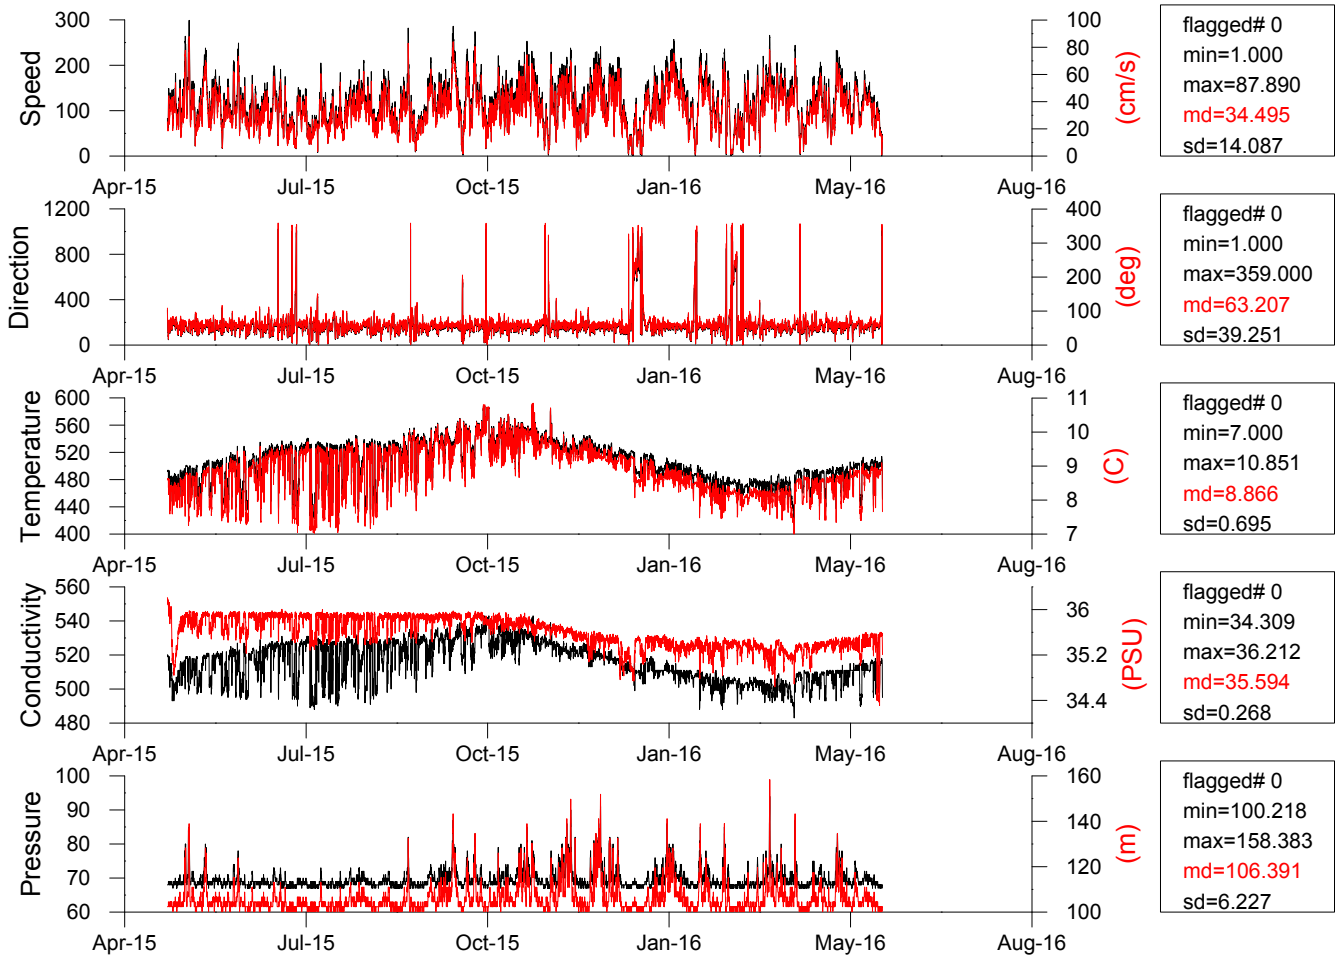 Speed
300
200
100
0
100
80
60
40
20
0
(cm/s)
Apr-15 Jul-15 Oct-15 Jan-16 May-16 Aug-16
flagged# 0
min=1.000
max=87.890
md=34.495
sd=14.087
Direction
1200
800
400
0
400
300
200
100
0
(deg)
Apr-15 Jul-15 Oct-15 Jan-16 May-16 Aug-16
flagged# 0
min=1.000
max=359.000
md=63.207
sd=39.251
Temperature
600
560
520
480
440
400
11
10
9
8
7
(C)
Apr-15 Jul-15 Oct-15 Jan-16 May-16 Aug-16
flagged# 0
min=7.000
max=10.851
md=8.866
sd=0.695
Conductivity
560
540
520
500
480
36
35.2
34.4
(PSU)
Apr-15 Jul-15 Oct-15 Jan-16 May-16 Aug-16
flagged# 0
min=34.309
max=36.212
md=35.594
sd=0.268
Pressure
100
90
80
70
60
160
140
120
100
(m)
Apr-15 Jul-15 Oct-15 Jan-16 May-16 Aug-16
flagged# 0
min=100.218
max=158.383
md=106.391
sd=6.227